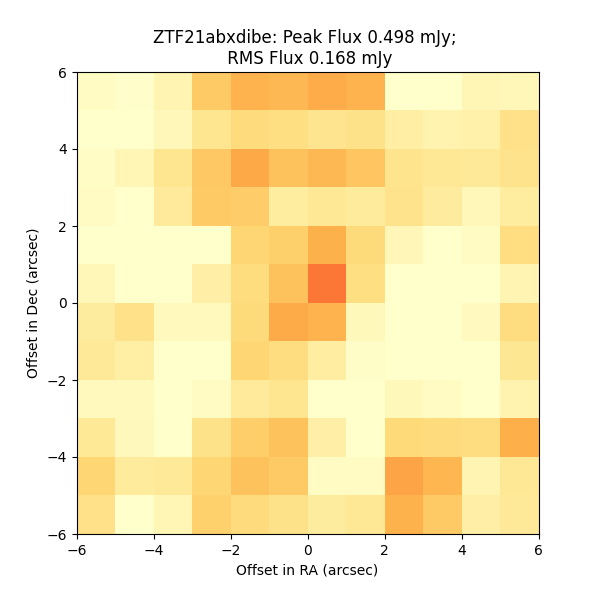 ZTF21abxdibe: Peak Flux 0.498 mJy;
RMS Flux 0.168 mJy
6
4
2
0
−2
−4
−6
Offset in Dec (arcsec)
−6 −4 −2 0 2 4 6
Offset in RA (arcsec)